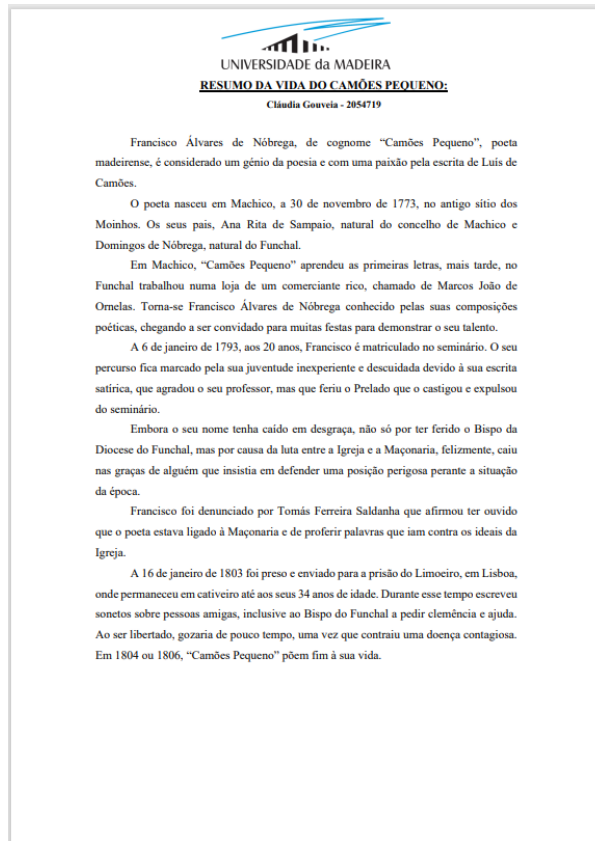 UNIVERSIDADE da MADEIRA
RESUMO DA VIDA DO CAMÕES PEQUENO:
Cláudia Gouveia - 2054719
Francisco Álvares de Nóbrega, de cognome “Camões Pequeno”, poeta
madeirense, é considerado um génio da poesia e com uma paixão pela escrita de Luís de
Camões.
O poeta nasceu em Machico, a 30 de novembro de 1773, no antigo sítio dos
Moinhos. Os seus pais, Ana Rita de Sampaio, natural do concelho de Machico e
Domingos de Nóbrega, natural do Funchal.
Em Machico, “Camões Pequeno” aprendeu as primeiras letras, mais tarde, no
Funchal trabalhou numa loja de um comerciante rico, chamado de Marcos João de
Ornelas. Torna-se Francisco Álvares de Nóbrega conhecido pelas suas composições
poéticas, chegando a ser convidado para muitas festas para demonstrar o seu talento.
A 6 de janeiro de 1793, aos 20 anos, Francisco é matriculado no seminário. O seu
percurso fica marcado pela sua juventude inexperiente e descuidada devido à sua escrita
satírica, que agradou o seu professor, mas que feriu o Prelado que o castigou e expulsou
do seminário.
Embora o seu nome tenha caído em desgraça, não só por ter ferido o Bispo da
Diocese do Funchal, mas por causa da luta entre a Igreja e a Maçonaria, felizmente, caiu
nas graças de alguém que insistia em defender uma posição perigosa perante a situação
da época.
Francisco foi denunciado por Tomás Ferreira Saldanha que afirmou ter ouvido
que o poeta estava ligado à Maçonaria e de proferir palavras que iam contra os ideais da
Igreja.
A 16 de janeiro de 1803 foi preso e enviado para a prisão do Limoeiro, em Lisboa,
onde permaneceu em cativeiro até aos seus 34 anos de idade. Durante esse tempo escreveu
sonetos sobre pessoas amigas, inclusive ao Bispo do Funchal a pedir clemência e ajuda.
Ao ser libertado, gozaria de pouco tempo, uma vez que contraiu uma doença contagiosa.
Em 1804 ou 1806, “Camões Pequeno” põem fim à sua vida.